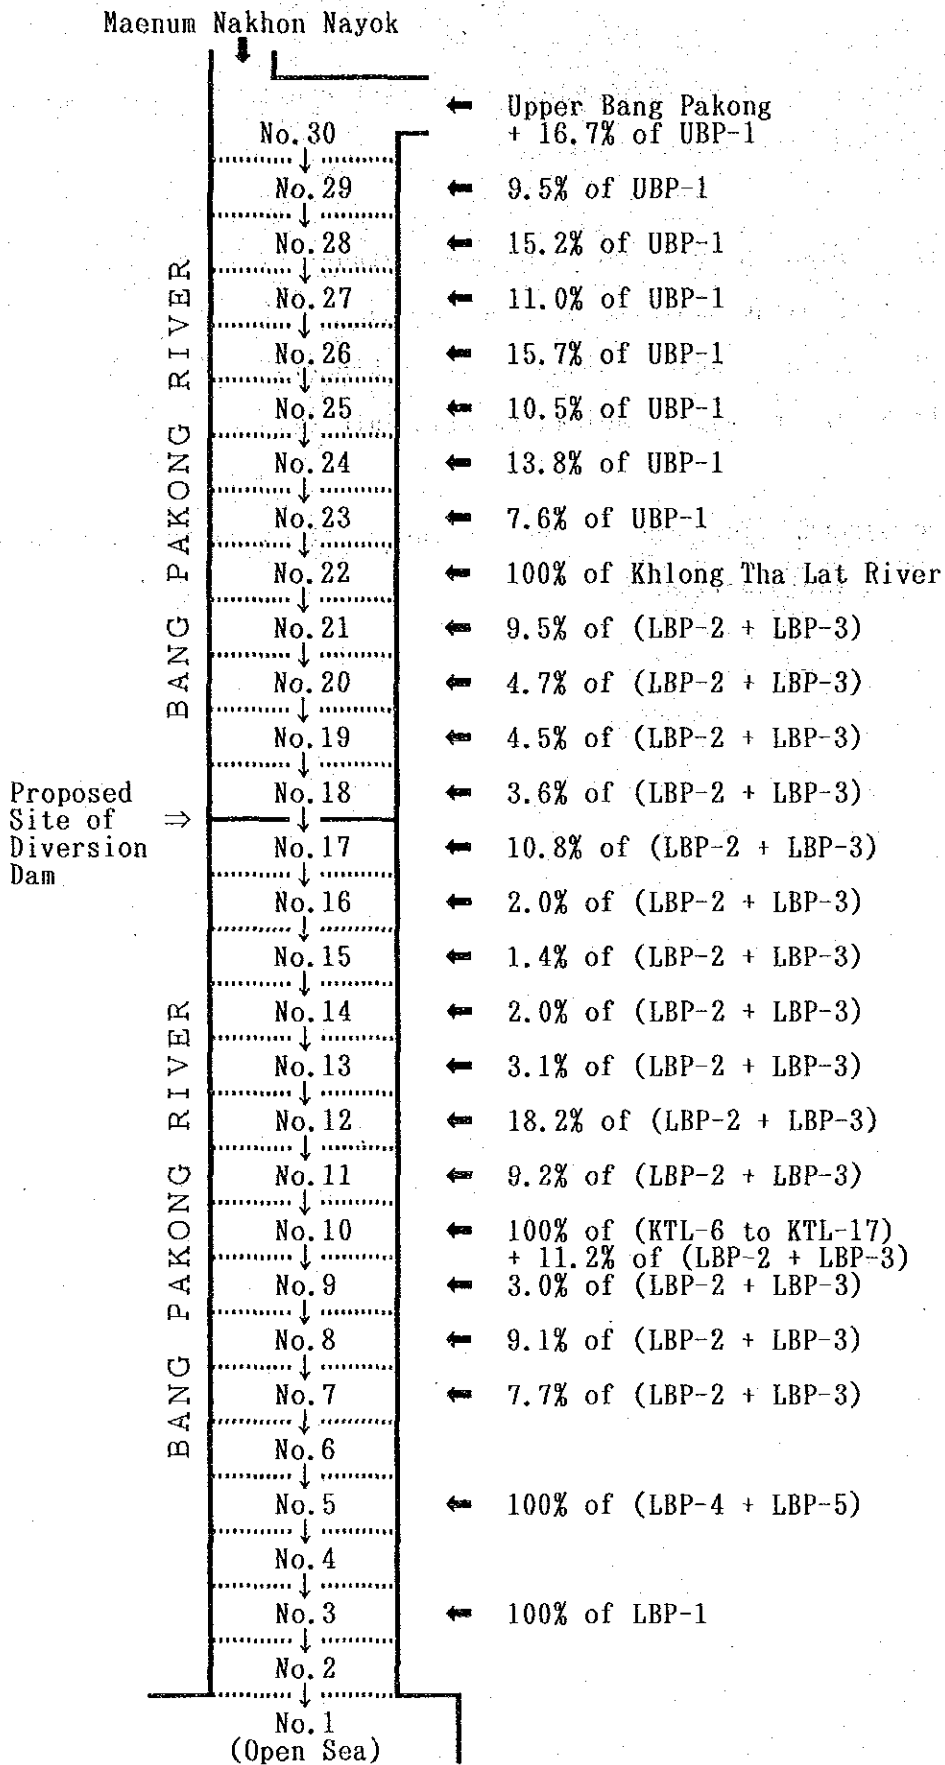 Maenum Nakhon Nayok
Upper Bang Pakong
No.30 + 16.7% of UBP-1
No.29 9.5% of UBP-1
No.28 15.2% of UBP-1
No.27 11.0% of UBP-1
No.26 15.7% of UBP-1
No.25 10.5% of UBP-1
No.24 13.8% of UBP-1
No.23 7.6% of UBP-1
No.22 100% of Khlong Tha Lat River
No.21 9.5% of (LBP-2 + LBP-3)
No.20 4.7% of (LBP-2 + LBP-3)
No.19 4.5% of (LBP-2 + LBP-3)
No.18 3.6% of (LBP-2 + LBP-3)
BANG PAKONG RIVER
Proposed
Site of
Diversion
Dam
No.17 10.8% of (LBP-2 + LBP-3)
No.16 2.0% of (LBP-2 + LBP-3)
No.15 1.4% of (LBP-2 + LBP-3)
No.14 2.0% of (LBP-2 + LBP-3)
No.13 3.1% of (LBP-2 + LBP-3)
No.12 18.2% of (LBP-2 + LBP-3)
No.11 9.2% of (LBP-2 + LBP-3)
No.10 100% of (KTL-6 to KTL-17)
+ 11.2% of (LBP-2 + LBP-3)
No.9 3.0% of (LBP-2 + LBP-3)
No.8 9.1% of (LBP-2 + LBP-3)
No.7 7.7% of (LBP-2 + LBP-3)
No.6
No.5 100% of (LBP-4 + LBP-5)
No.4
No.3 100% of LBP-1
No.2
BANG PAKONG RIVER
No.1
(Open Sea)